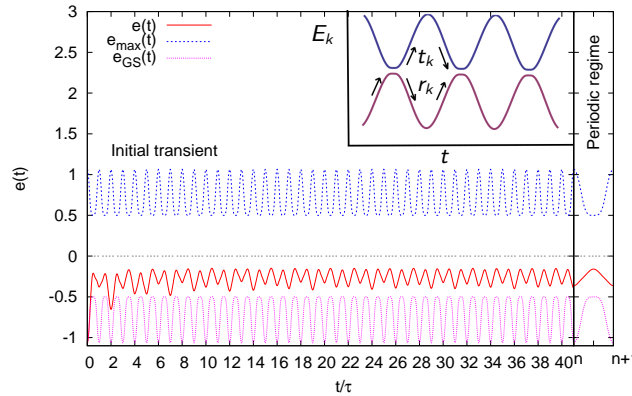 e(t)
e_max(t)
e_GS(t)
3
2.5
2
1.5
1
0.5
0
-0.5
-1
e(t)
Initial transient
E_k
t_k
r_k
t
Periodic regime
0 2 4 6 8 10 12 14 16 18 20 22 24 26 28 30 32 34 36 38 40 n n+
t/τ